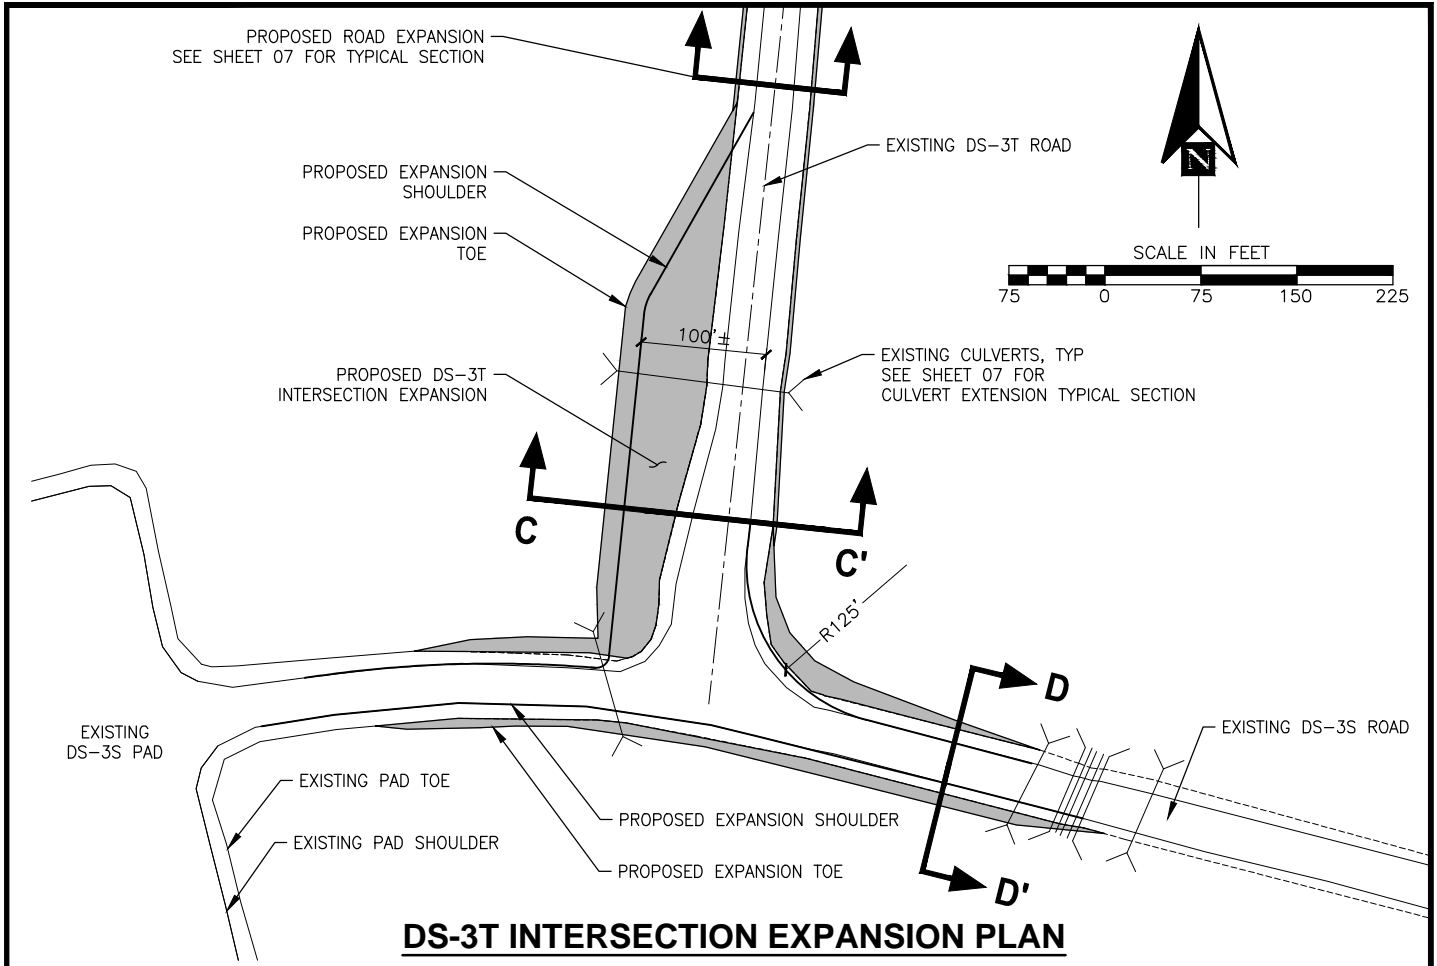 PROPOSED ROAD EXPANSION
SEE SHEET 07 FOR TYPICAL SECTION
EXISTING DS-3T ROAD
N
PROPOSED EXPANSION
SHOULDER
PROPOSED EXPANSION
TOE
SCALE IN FEET
75 0 75 150 225
100'±
EXISTING CULVERTS, TYP
SEE SHEET 07 FOR
CULVERT EXTENSION TYPICAL SECTION
PROPOSED DS-3T
INTERSECTION EXPANSION
C
C'
R125'
D
D'
EXISTING
DS-3S PAD
EXISTING DS-3S ROAD
EXISTING PAD TOE
PROPOSED EXPANSION SHOULDER
EXISTING PAD SHOULDER
PROPOSED EXPANSION TOE
DS-3T INTERSECTION EXPANSION PLAN